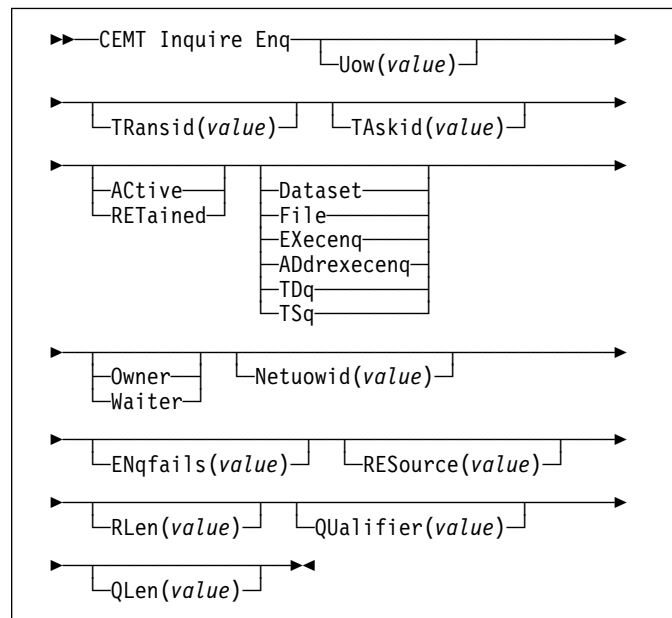 CEMT Inquire Enq
Uow(value)
TRansid(value) TAskid(value)
ACtive Dataset
RETained File
EXecenq
ADdrexecenq
TDq
TSq
Owner Netuowid(value)
Waiter
ENqfails(value) RESource(value)
RLen(value) QUalifier(value)
QLen(value)